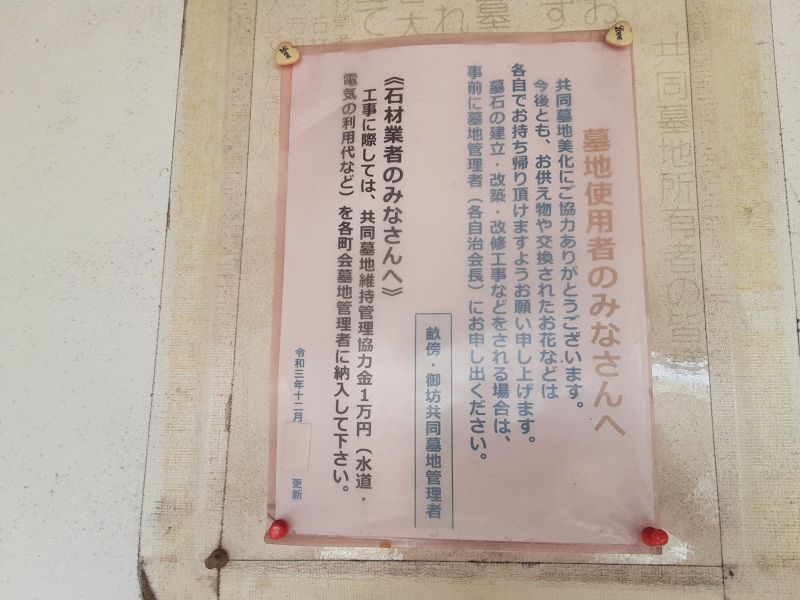 墓地使用者のみなさんへ
共同墓地美化にご協力ありがとうございます。
今後とも、お供え物や交換されたお花などは
各自でお持ち帰り頂けますようお願い申し上げます。
墓石の建立・改築・改修工事などをされる場合は、
事前に墓地管理者（各自治会長）にお申し出ください。
畝傍・御坊共同墓地管理者
《石材業者のみなさんへ》
工事に際しては、共同墓地維持管理協力金１万円（水道・
電気の利用代など）を各町会墓地管理者に納入して下さい。
令和三年十二月 更新
共同墓地所有者の皆